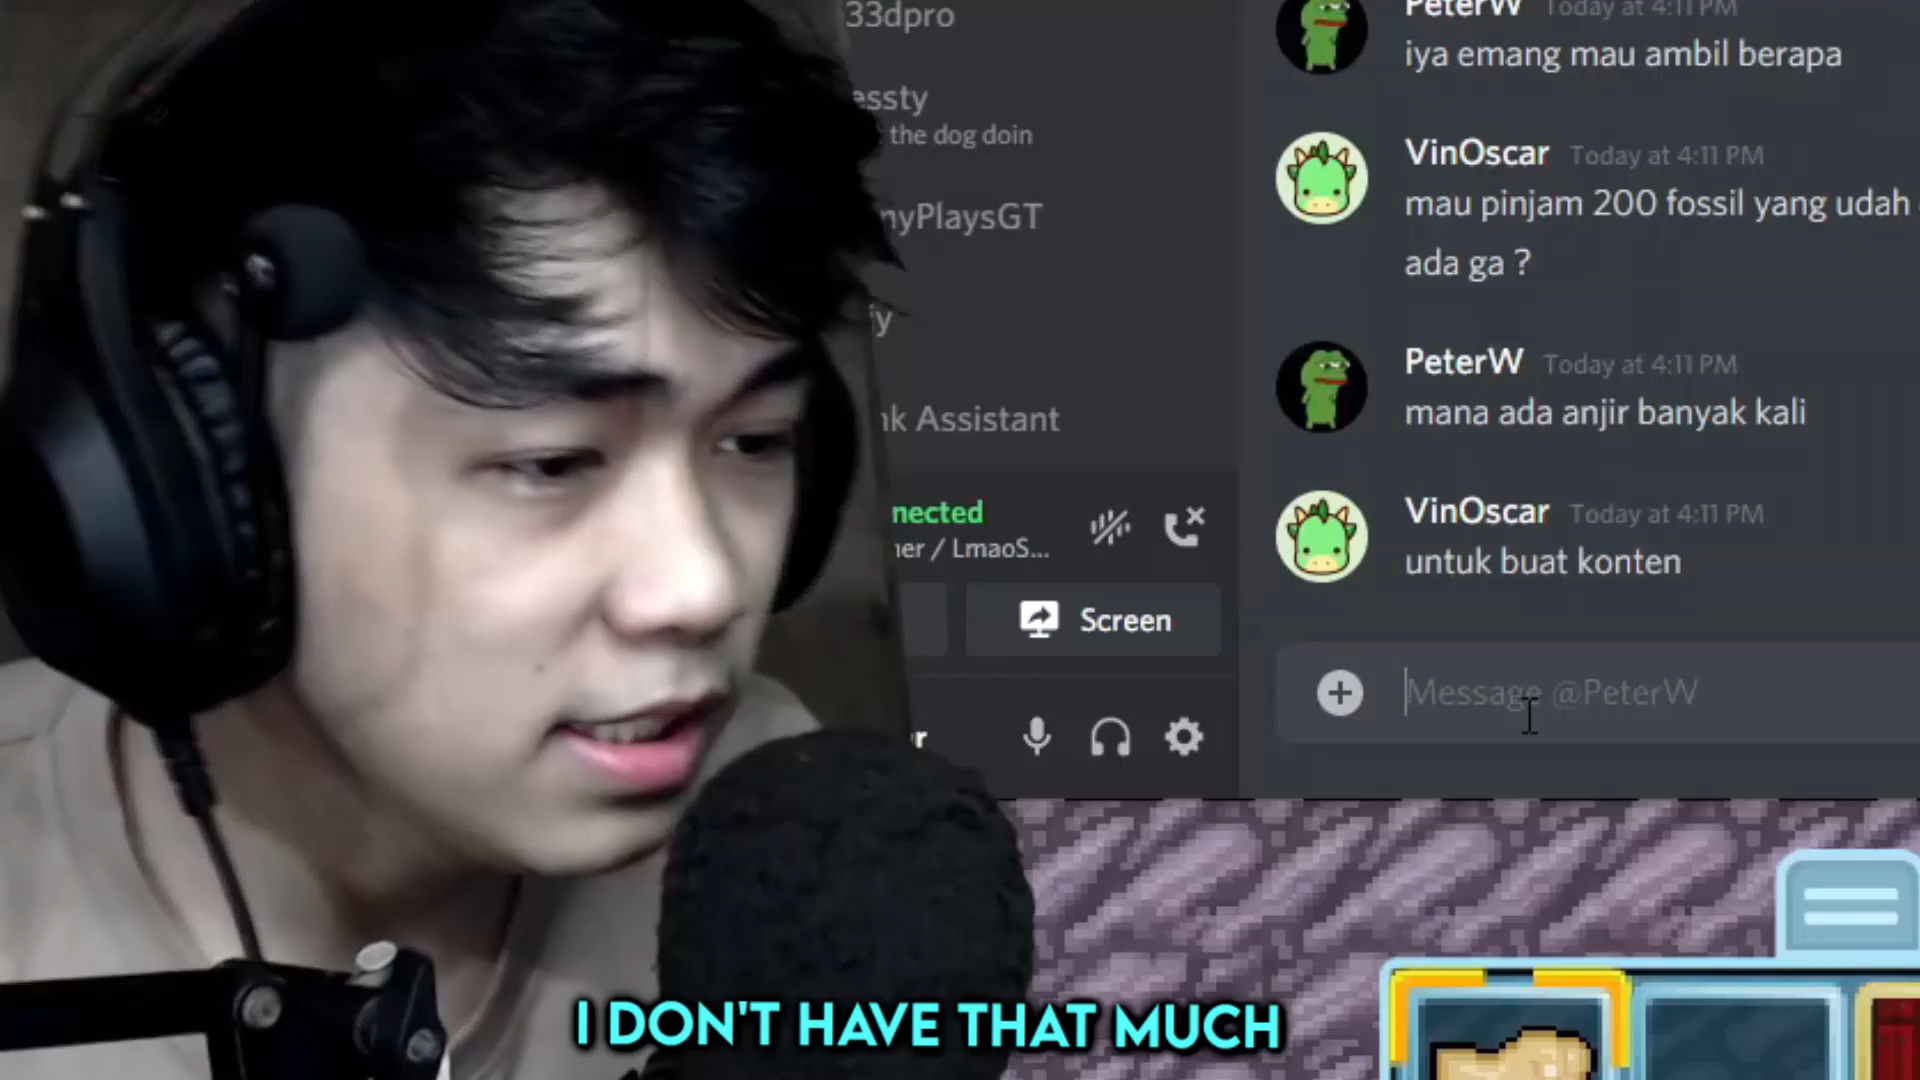 33dpro
essty
the dog doin
nyPlaysGT
nk Assistant
nected
ner / LmaoS...
Screen
r
PeterW Today at 4:11 PM
iya emang mau ambil berapa
VinOscar Today at 4:11 PM
mau pinjam 200 fossil yang udah
ada ga ?
PeterW Today at 4:11 PM
mana ada anjir banyak kali
VinOscar Today at 4:11 PM
untuk buat konten
Message @PeterW
I DON'T HAVE THAT MUCH